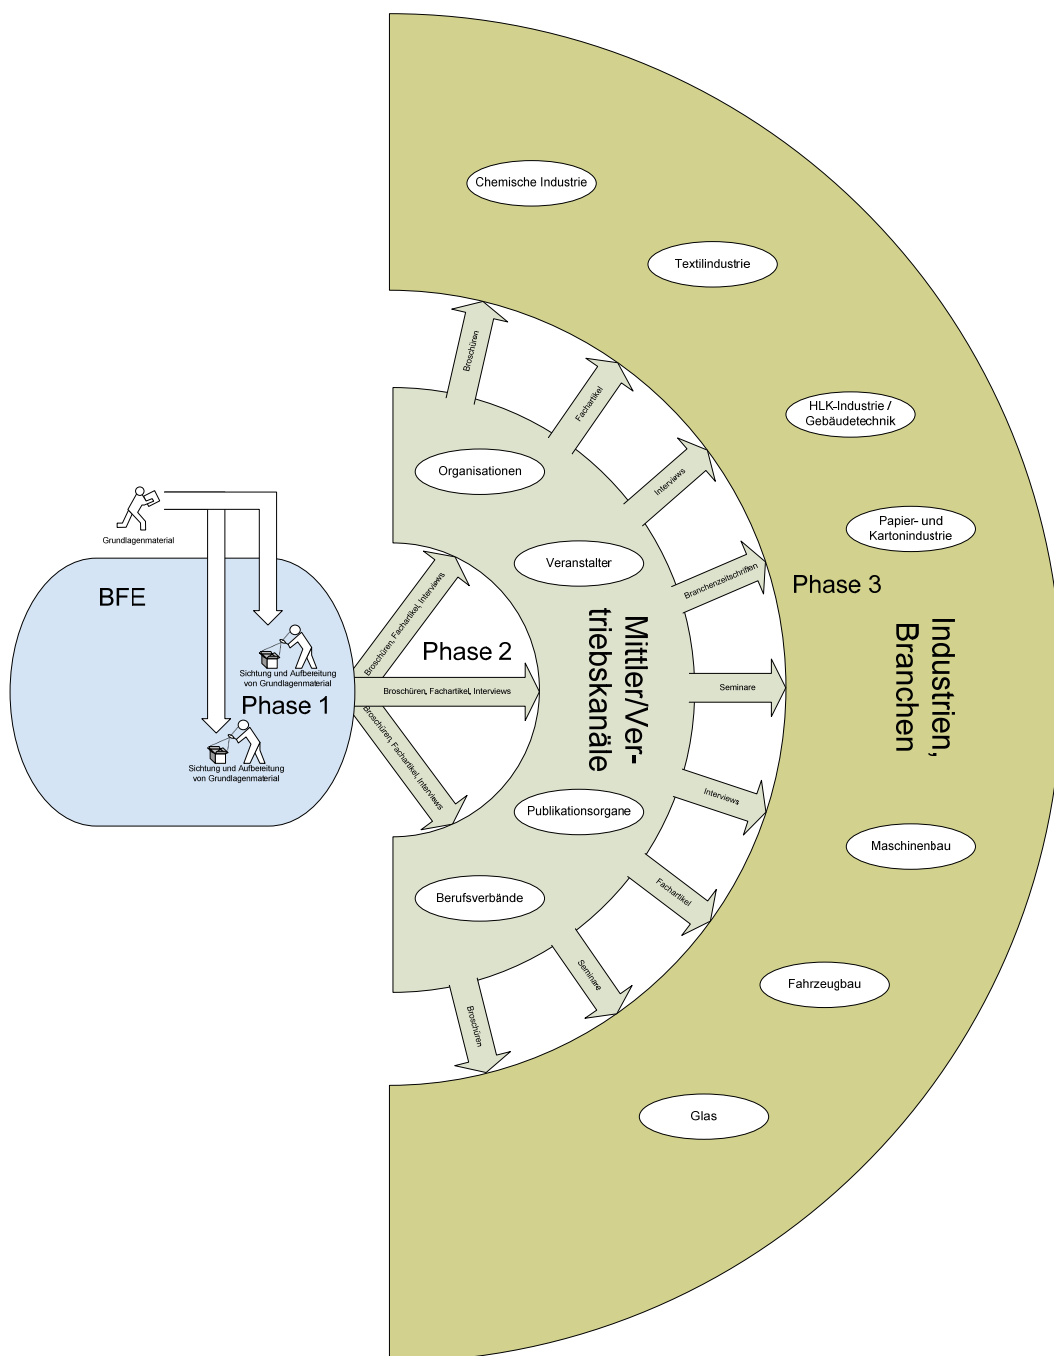 Chemische Industrie
Textilindustrie
HLK-Industrie /
Gebäudetechnik
Papier- und
Kartonindustrie
Phase 3
Industrien,
Branchen
Maschinenbau
Fahrzeugbau
Glas
Broschüren
Fachartikel
Interviews
Branchenzeitschriften
Seminare
Interviews
Fachartikel
Seminare
Broschüren
Organisationen
Veranstalter
Mittler/Ver-
triebskanäle
Publikationsorgane
Berufsverbände
Broschüren, Fachartikel, Interviews
Phase 2
Broschüren, Fachartikel, Interviews
Broschüren, Fachartikel, Interviews
Grundlagenmaterial
BFE
Sichtung und Aufbereitung
von Grundlagenmaterial
Phase 1
Sichtung und Aufbereitung
von Grundlagenmaterial